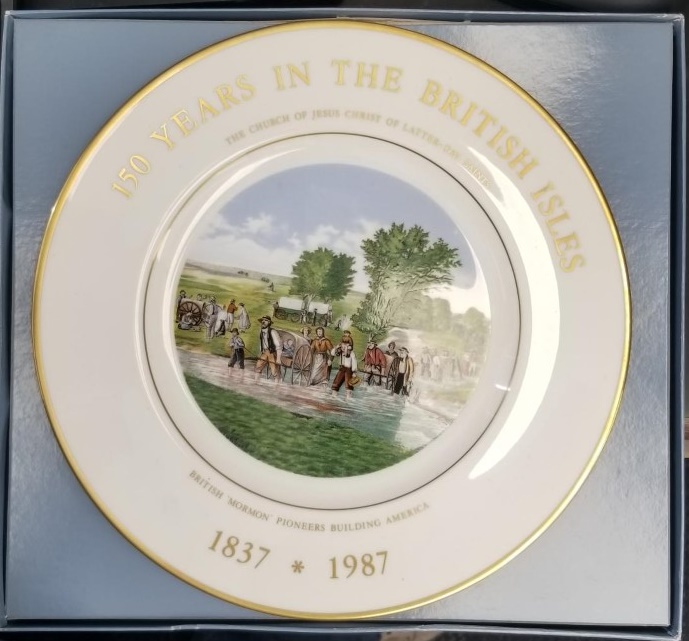 150 YEARS IN THE BRITISH ISLES
THE CHURCH OF JESUS CHRIST OF LATTER-DAY SAINTS
BRITISH 'MORMON' PIONEERS BUILDING AMERICA
1837 * 1987